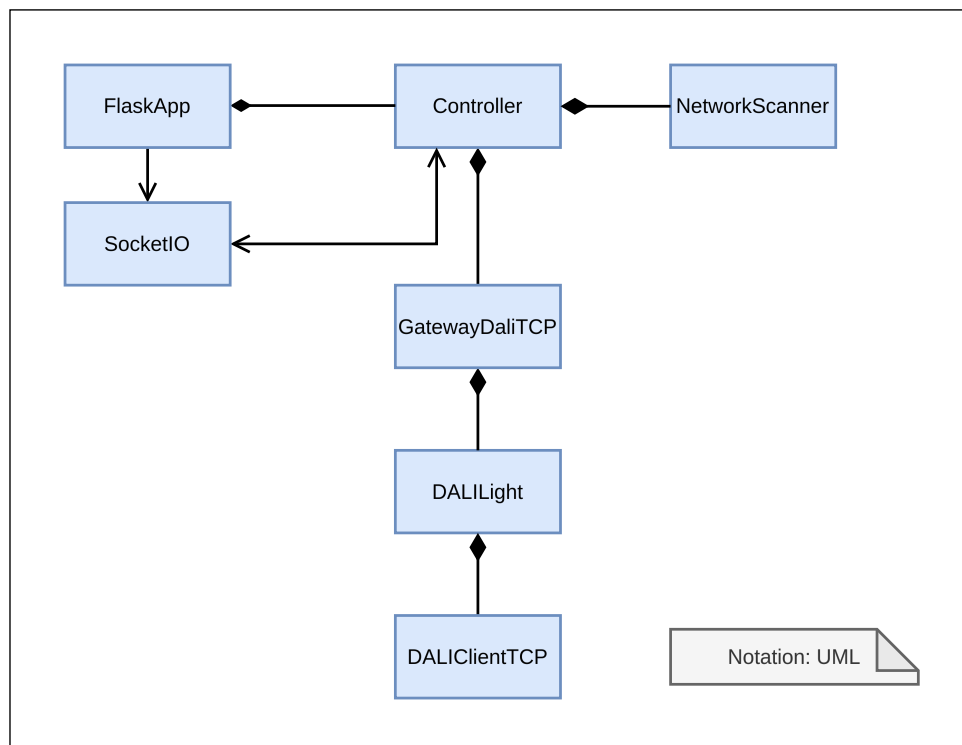 FlaskApp
Controller
NetworkScanner
SocketIO
GatewayDaliTCP
DALILight
DALIClientTCP
Notation: UML